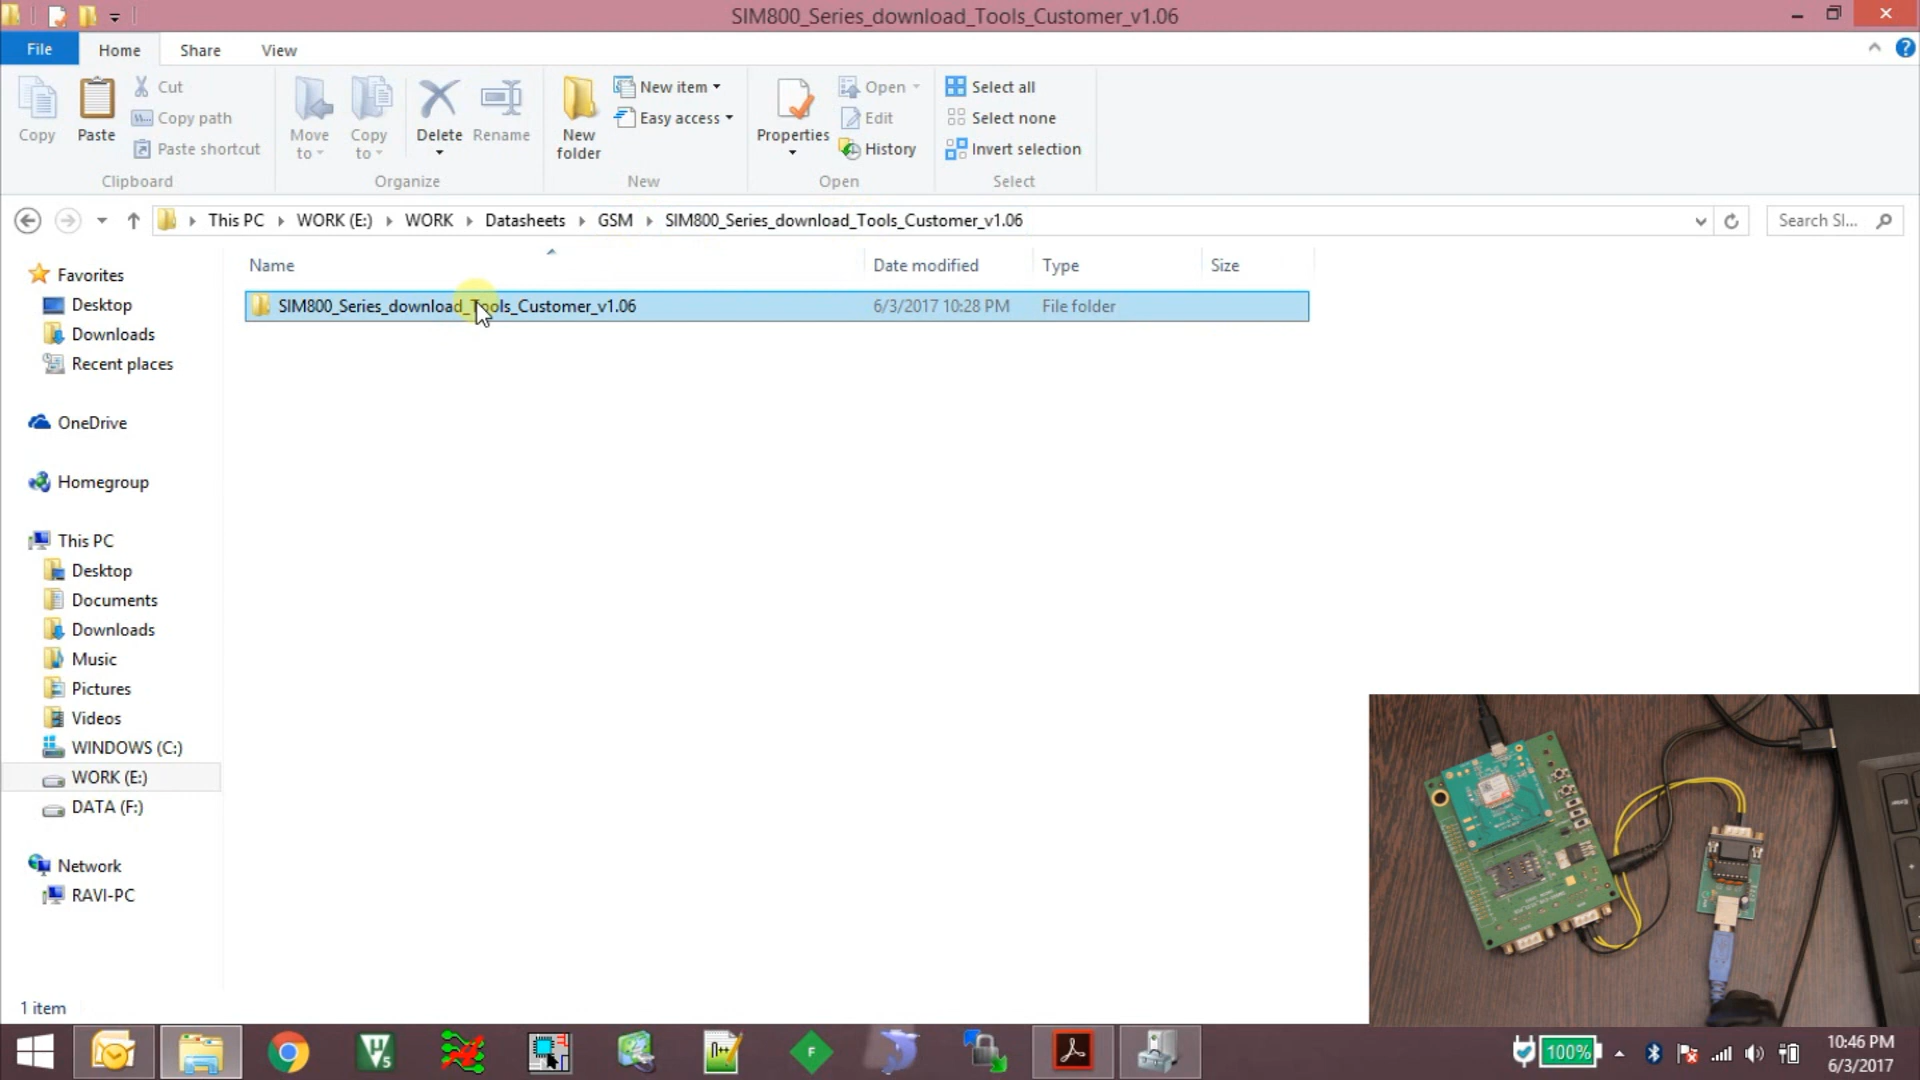 SIM800_Series_download_Tools_Customer_v1.06
File
Home
Share
View
Copy
Paste
Cut
Copy path
Paste shortcut
Clipboard
Move to
Copy to
Delete
Rename
Organize
New folder
New item
Easy access
New
Properties
Open
Edit
History
Open
Select all
Select none
Invert selection
Select
This PC
WORK (E:)
WORK
Datasheets
GSM
SIM800_Series_download_Tools_Customer_v1.06
Search SI...
Name
Date modified
Type
Size
SIM800_Series_download_Tools_Customer_v1.06
6/3/2017 10:28 PM
File folder
Favorites
Desktop
Downloads
Recent places
OneDrive
Homegroup
This PC
Desktop
Documents
Downloads
Music
Pictures
Videos
WINDOWS (C:)
WORK (E:)
DATA (F:)
Network
RAVI-PC
1 item
100%
10:46 PM
6/3/2017